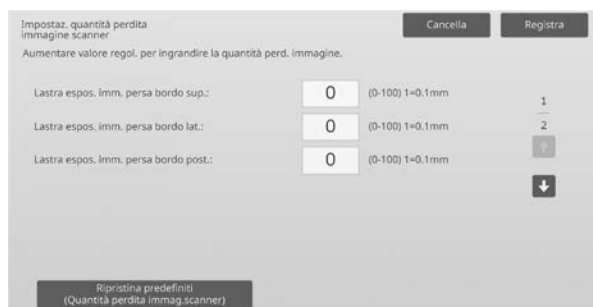 Impostaz. quantità perdita
immagine scanner
Cancella
Registra
Aumentare valore regol. per ingrandire la quantità perd. immagine.
Lastra espos. imm. persa bordo sup.: 0 (0-100) 1=0.1mm
Lastra espos. imm. persa bordo lat.: 0 (0-100) 1=0.1mm
Lastra espos. imm. persa bordo post.: 0 (0-100) 1=0.1mm
1
2
Ripristina predefiniti
(Quantità perdita immag.scanner)